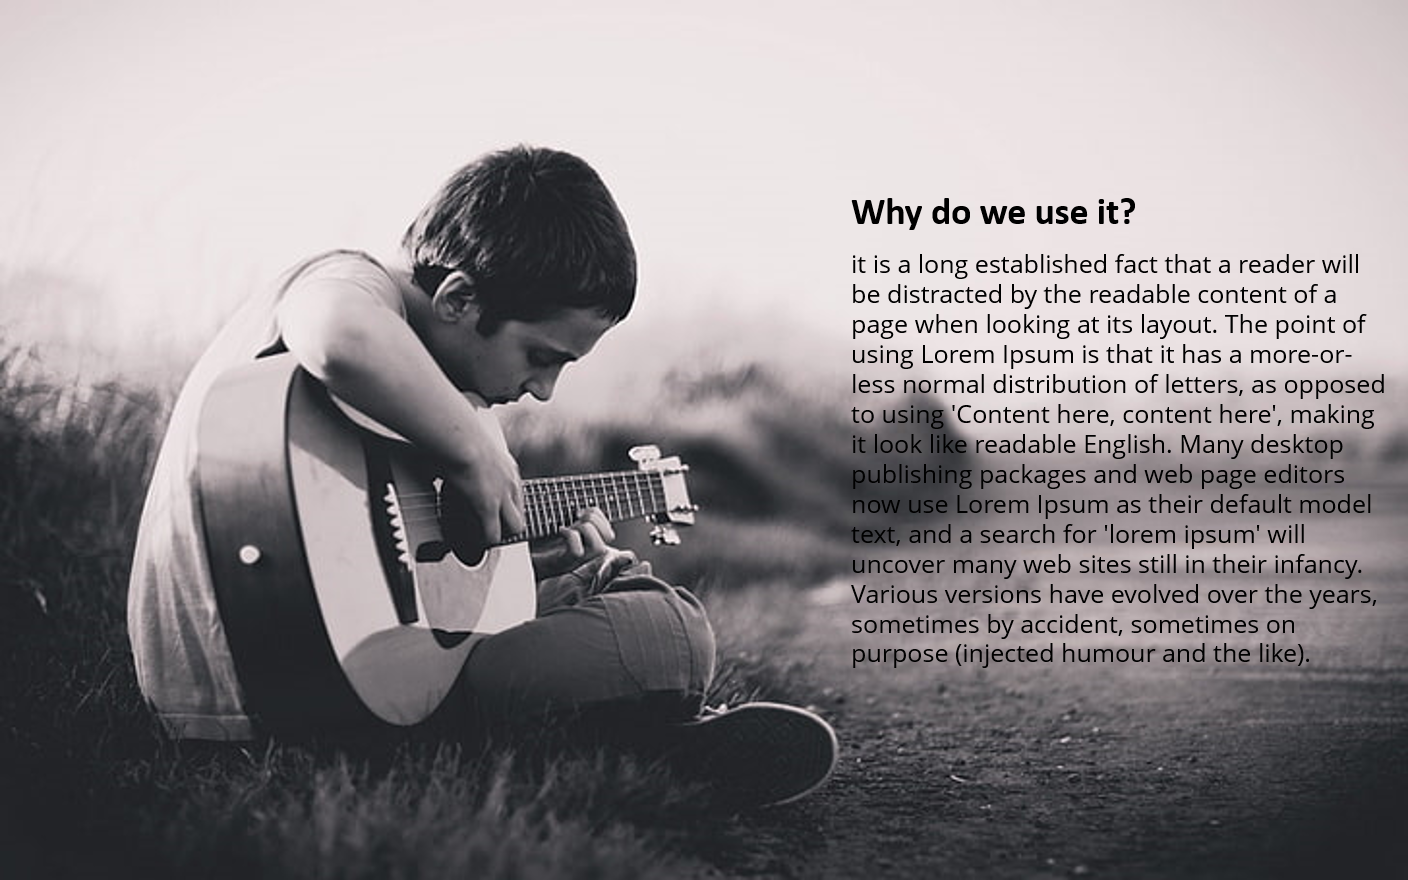 Why do we use it?
it is a long established fact that a reader will
be distracted by the readable content of a
page when looking at its layout. The point of
using Lorem Ipsum is that it has a more-or-
less normal distribution of letters, as opposed
to using 'Content here, content here', making
it look like readable English. Many desktop
publishing packages and web page editors
now use Lorem Ipsum as their default model
text, and a search for 'lorem ipsum' will
uncover many web sites still in their infancy.
Various versions have evolved over the years,
sometimes by accident, sometimes on
purpose (injected humour and the like).